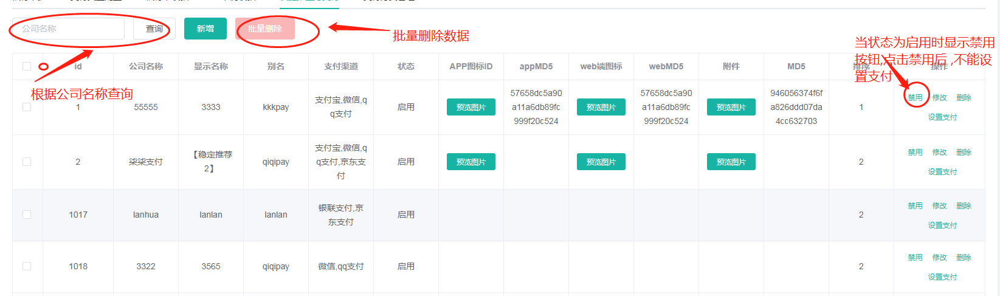 公司名称 查询 新增 批量删除
批量删除数据
当状态为启用时显示禁用
按钮,点击禁用后 ,不能设
置支付
根据公司名称查询
id 公司名称 显示名称 别名 支付渠道 状态 APP图标ID appMD5 web端图标 webMD5 附件 MD5 排序 操作
1 55555 3333 kkkpay 支付宝,微信,q
q支付 启用 预览图片 57658dc5a90
a11a6db89fc
999f20c524 预览图片 57658dc5a90
a11a6db89fc
999f20c524 预览图片 946056374f6f
a826ddd07da
4cc632703 1 禁用 修改 删除
设置支付
2 柒柒支付 【稳定推荐
2】 qiqipay 支付宝,微信,q
q支付,京东支
付 启用 预览图片 预览图片 预览图片 2 禁用 修改 删除
设置支付
1017 lanhua lanlan lanlan 银联支付,京
东支付 启用 2 禁用 修改 删除
设置支付
1018 3322 3565 qiqipay 微信,qq支付 启用 2 禁用 修改 删除
设置支付